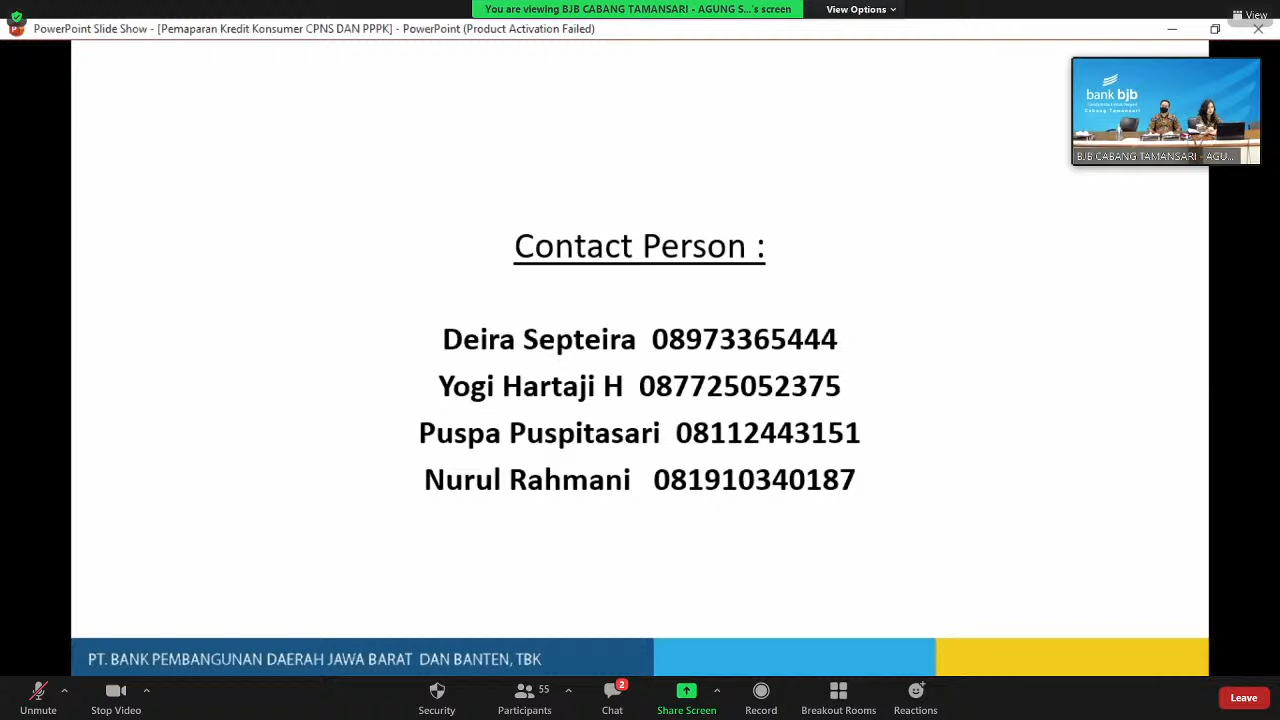 You are viewing BJB CABANG TAMANSARI - AGUNG S...'s screen
View Options
View
PowerPoint Slide Show - [Pemaparan Kredit Konsumer CPNS DAN PPPK] - PowerPoint (Product Activation Failed)
bank bjb
Cabang Tamansari
BJB CABANG TAMANSARI - AGU...
Contact Person :
Deira Septeira 08973365444
Yogi Hartaji H 087725052375
Puspa Puspitasari 08112443151
Nurul Rahmani 081910340187
PT. BANK PEMBANGUNAN DAERAH JAWA BARAT DAN BANTEN, TBK
Unmute
Stop Video
Security
55
Participants
2
Chat
Share Screen
Record
Breakout Rooms
Reactions
Leave